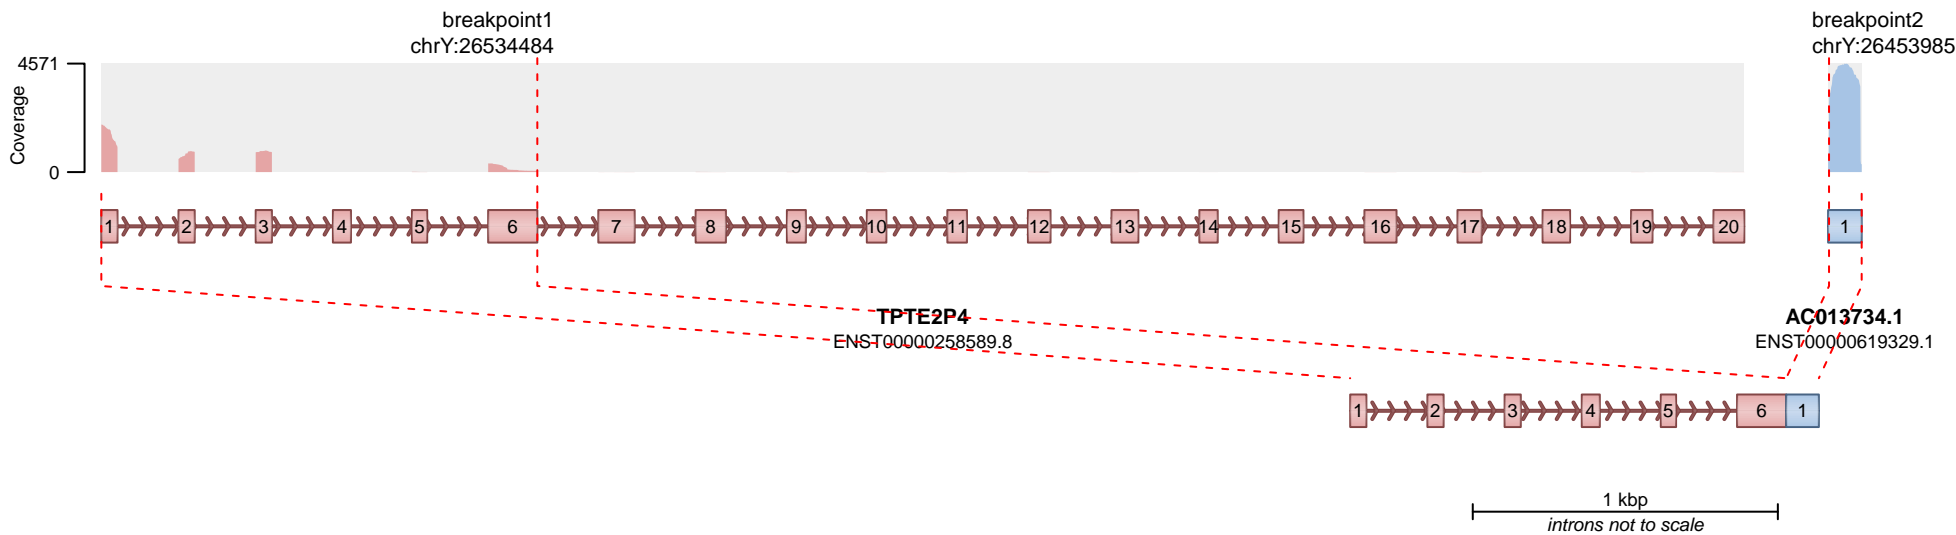 breakpoint1
chrY:26534484
breakpoint2
chrY:26453985
4571
Coverage
0
1 2 3 4 5 6 7 8 9 10 11 12 13 14 15 16 17 18 19 20 1
TPTE2P4
ENST00000258589.8
AC013734.1
ENST00000619329.1
1 2 3 4 5 6 1
1 kbp
introns not to scale